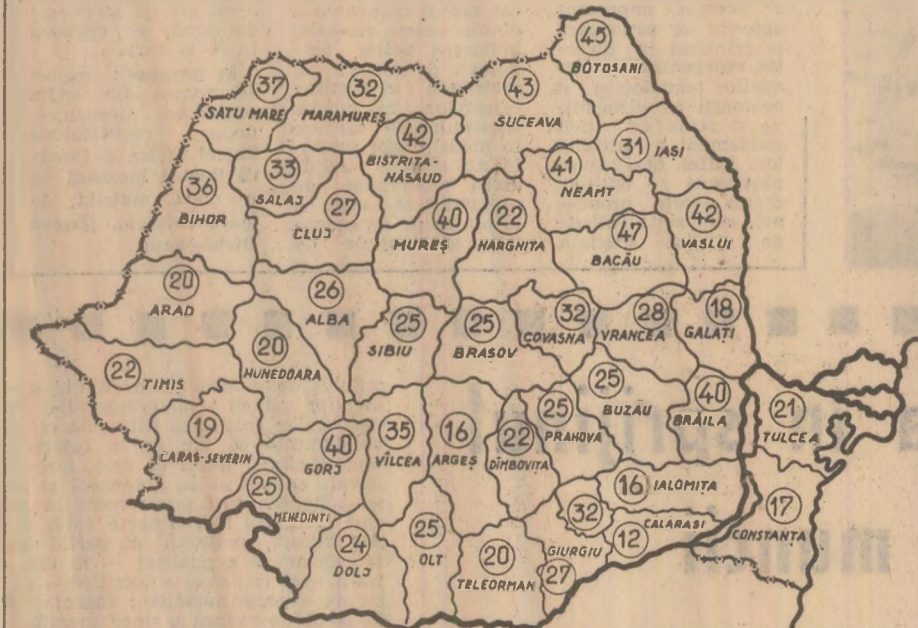 45
BOTOSANI
37
SATU MARE
32
MARAMUREȘ
43
SUCEAVA
42
BISTRIȚA-
NĂSĂUD
31 IAȘI
41
NEAMȚ
33
SALAJ
36
BIHOR
27
CLUJ
40
MUREȘ
22
HARGHITA
47
BACĂU
42
VASLUI
20
ARAD
26
ALBA
25
SIBIU
25
BRAȘOV
32
COVASNA
28
VRANCEA
18
GALAȚI
20
HUNEDOARA
22 TIMIȘ
19
CARAȘ-SEVERIN
40
GORJ
35
VÎLCEA
16
ARGEȘ
22
DÎMBOVIȚA
25
PRAHOVA
25
BUZĂU
40
BRĂILA
21
TULCEA
25
MEHEDINȚI
24
DOLJ
25
OLT
20
TELEORMAN
16 IALOMIȚA
32
CALARASI
12
GIURGIU
27
17
CONSTANȚA